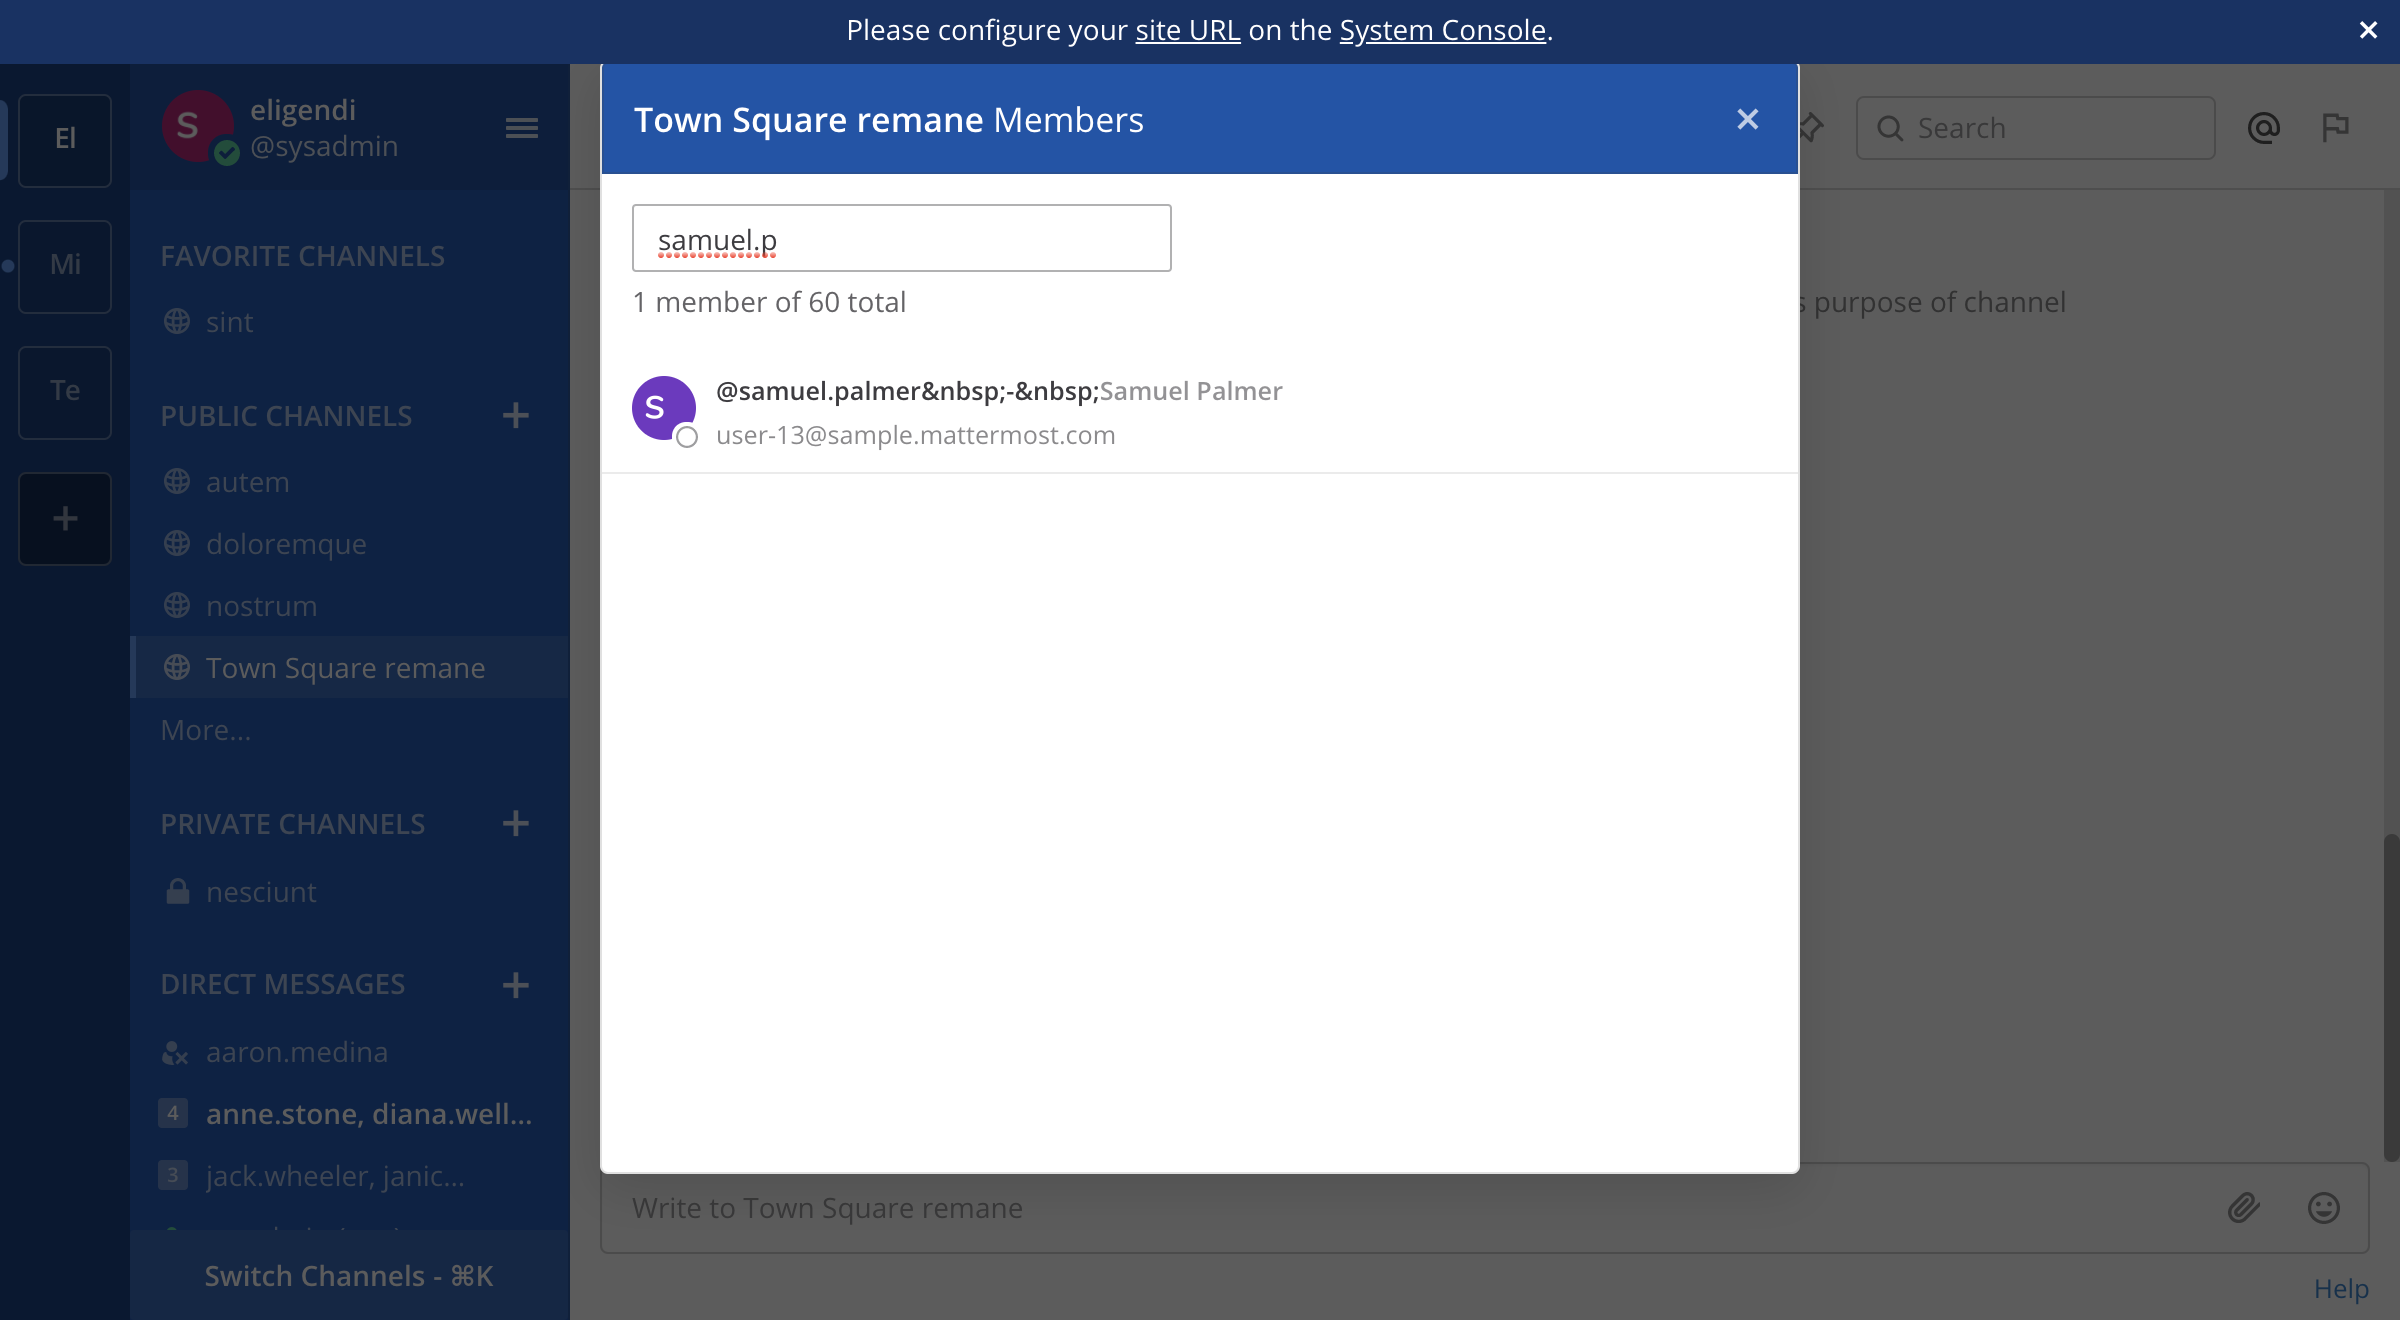 Please configure your site URL on the System Console.
El
Mi
Te
S
eligendi
@sysadmin
FAVORITE CHANNELS
sint
PUBLIC CHANNELS
autem
doloremque
nostrum
Town Square remane
More...
PRIVATE CHANNELS
nesciunt
DIRECT MESSAGES
aaron.medina
4 anne.stone, diana.well...
3 jack.wheeler, janic...
Switch Channels - ⌘K
Town Square remane Members
samuel.p
1 member of 60 total
S
@samuel.palmer&nbsp;-&nbsp;Samuel Palmer
user-13@sample.mattermost.com
Search
s purpose of channel
Write to Town Square remane
Help